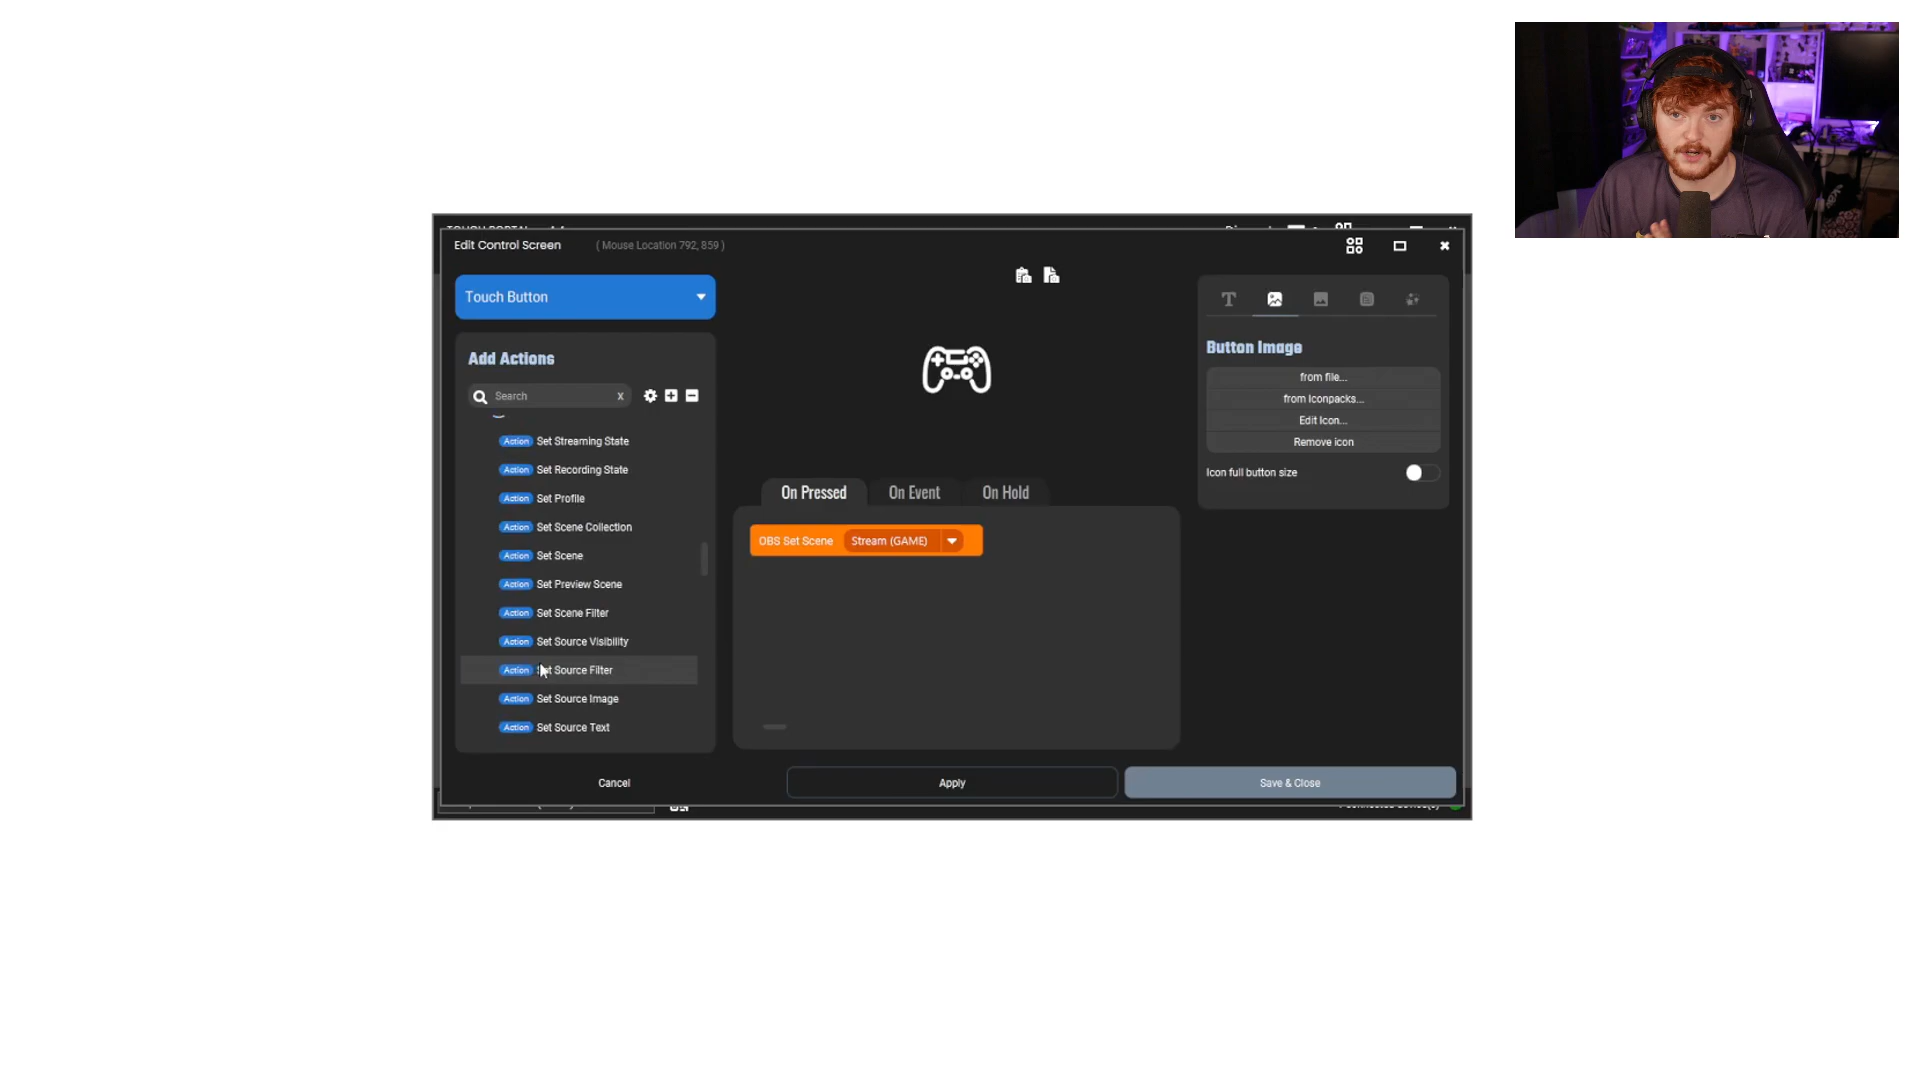 Edit Control Screen
( Mouse Location 792, 859 )
Touch Button
Add Actions
Search
x
Action Set Streaming State
Action Set Recording State
Action Set Profile
Action Set Scene Collection
Action Set Scene
Action Set Preview Scene
Action Set Scene Filter
Action Set Source Visibility
Action Source Filter
Action Set Source Image
Action Set Source Text
On Pressed
On Event
On Hold
OBS Set Scene
Stream (GAME)
T
Button Image
from file...
from Iconpacks...
Edit Icon...
Remove icon
Icon full button size
Cancel
Apply
Save & Close